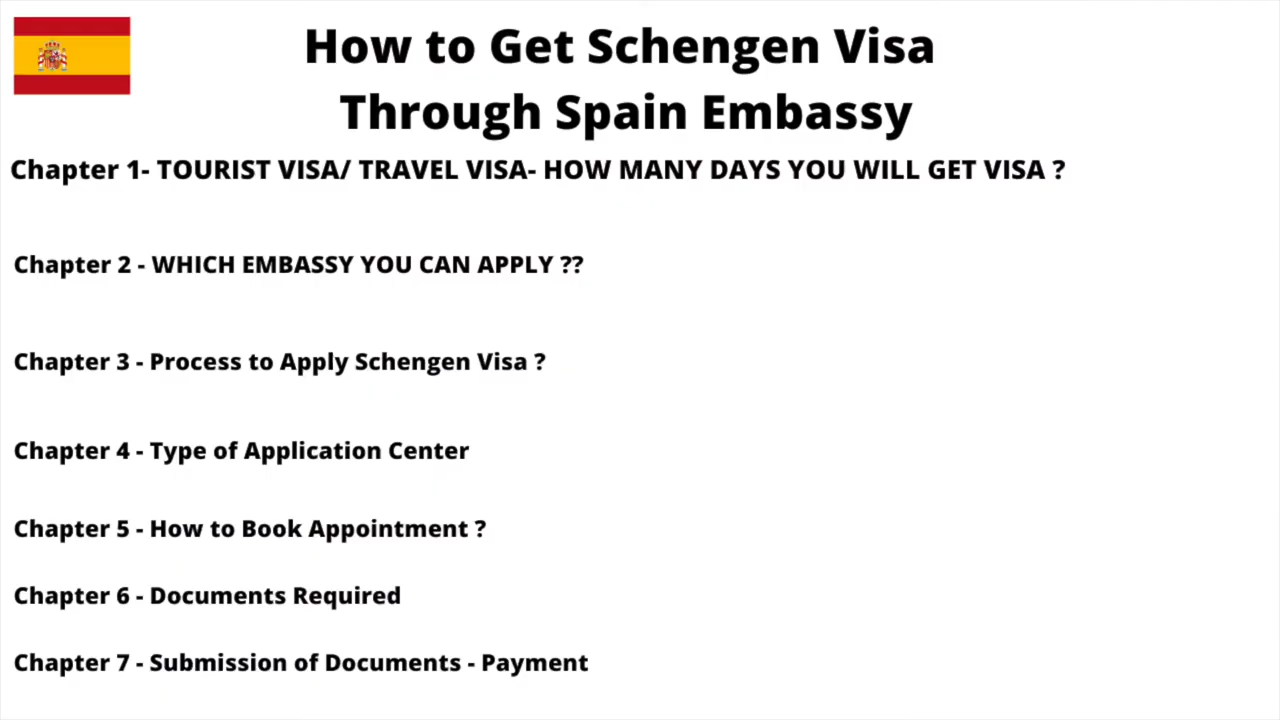 How to Get Schengen Visa
Through Spain Embassy
Chapter 1- TOURIST VISA/ TRAVEL VISA- HOW MANY DAYS YOU WILL GET VISA ?
Chapter 2 - WHICH EMBASSY YOU CAN APPLY ??
Chapter 3 - Process to Apply Schengen Visa ?
Chapter 4 - Type of Application Center
Chapter 5 - How to Book Appointment ?
Chapter 6 - Documents Required
Chapter 7 - Submission of Documents - Payment